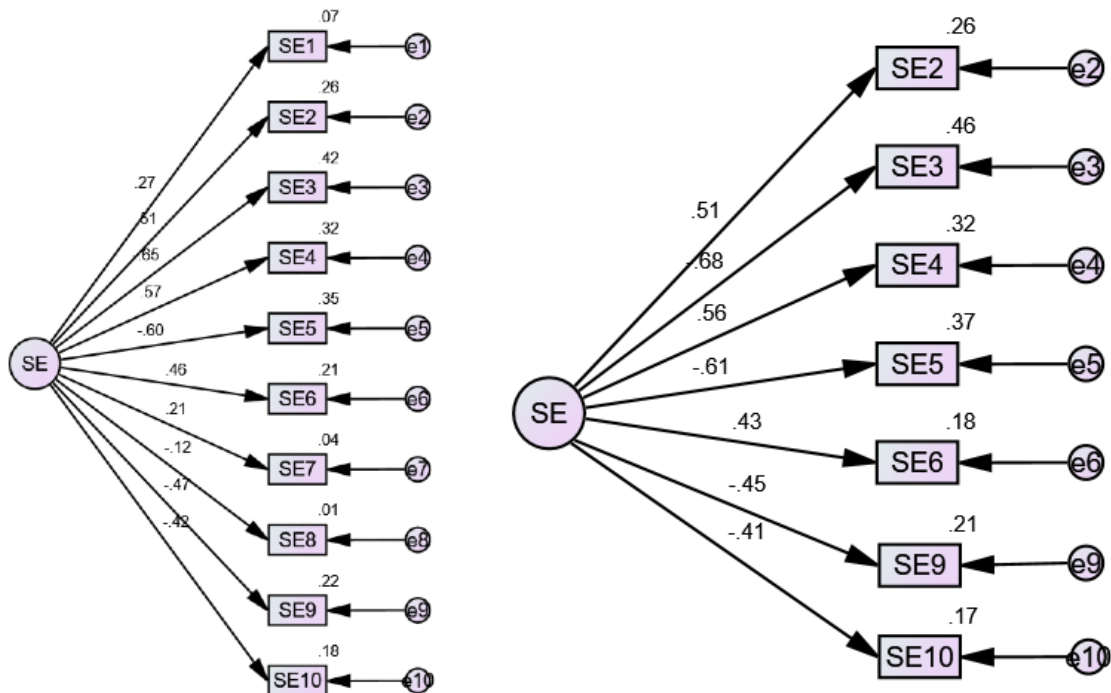 .07
SE1
e1
.26
SE2
e2
.42
SE3
e3
.32
SE4
e4
.35
SE5
e5
.21
SE6
e6
.04
SE7
e7
.01
SE8
e8
.22
SE9
e9
.18
SE10
e10
.27
.51
-.65
.57
-.60
.46
.21
-.12
-.47
-.42
SE
.26
SE2
e2
.46
SE3
e3
.32
SE4
e4
.37
SE5
e5
.18
SE6
e6
.21
SE9
e9
.17
SE10
e10
.51
-.68
.56
-.61
.43
-.45
-.41
SE